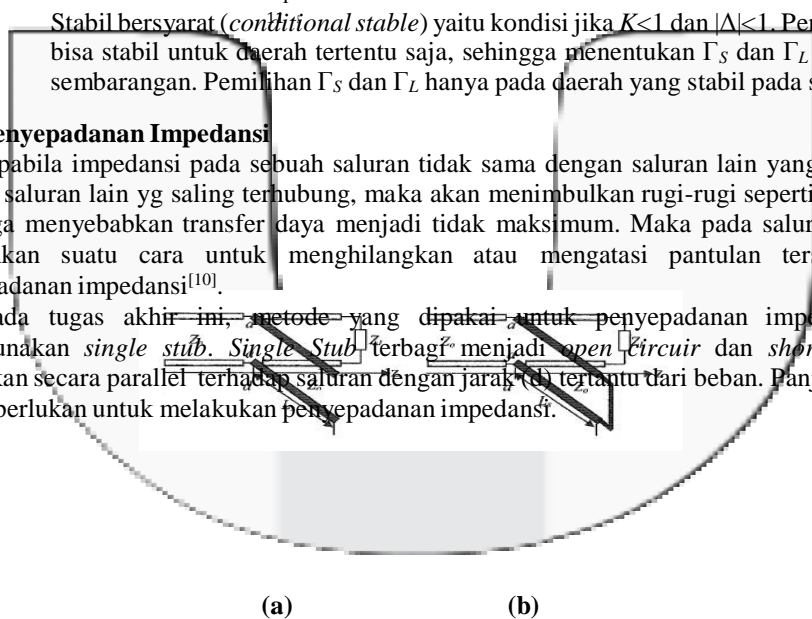 Stabil bersyarat (conditional stable) yaitu kondisi jika K<1 dan |Δ|<1. Per
bisa stabil untuk daerah tertentu saja, sehingga menentukan ΓS dan ΓL
sembarangan. Pemilihan ΓS dan ΓL hanya pada daerah yang stabil pada s
enyepadanan Impedansi
pabila impedansi pada sebuah saluran tidak sama dengan saluran lain yang
saluran lain yg saling terhubung, maka akan menimbulkan rugi-rugi seperti
ga menyebabkan transfer daya menjadi tidak maksimum. Maka pada salur
akan suatu cara untuk menghilangkan atau mengatasi pantulan ters
adanan impedansi[10].
ada tugas akhir ini, metode yang dipakai untuk penyepadanan impe
unakan single stub. Single Stub terbagi menjadi open circuir dan shor
kan secara parallel terhadap saluran dengan jarak (d) tertentu dari beban. Panj
perlukan untuk melakukan penyepadanan impedansi.
(a) (b)